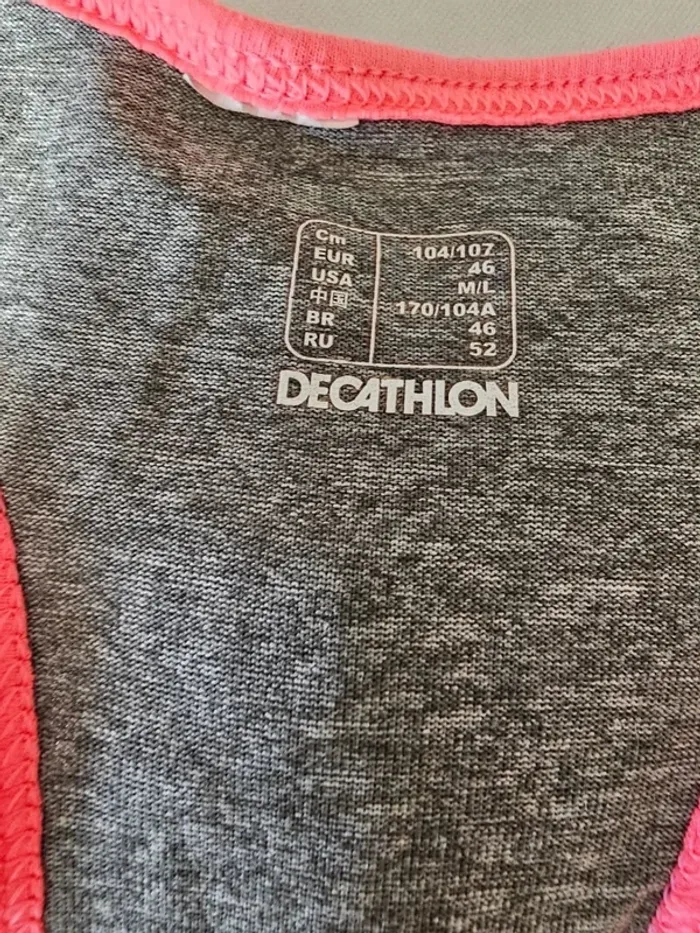 Cm 104/107
EUR 46
USA M/L
中国 170/104A
BR 46
RU 52
DECATHLON